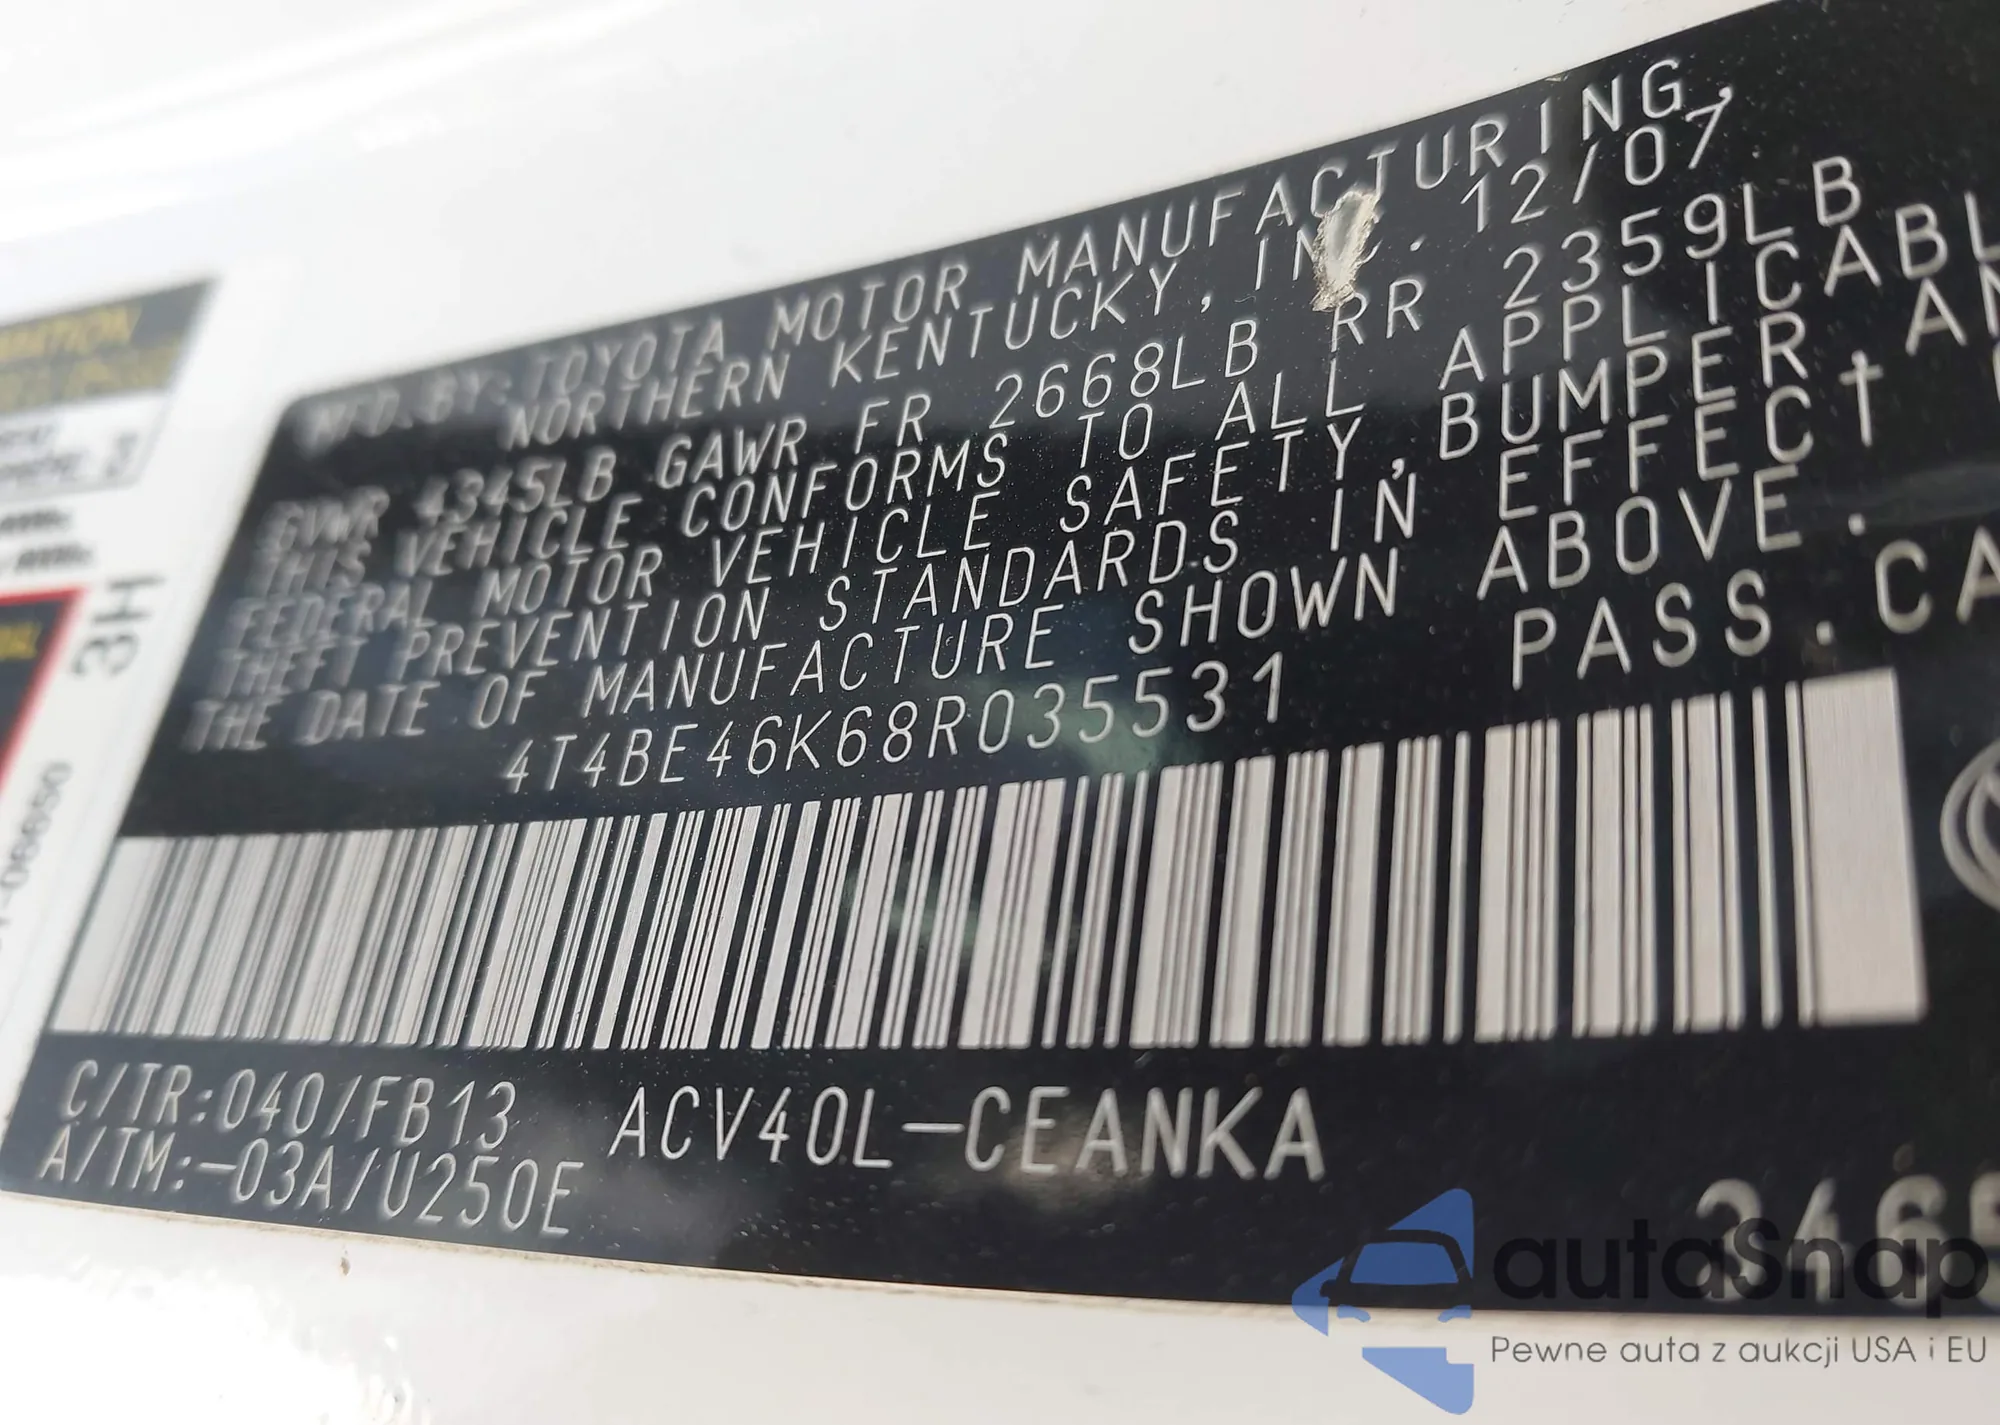 MFD.BY:TOYOTA MOTOR MANUFACTURING,
NORTHERN KENTUCKY, INC. 12/07
GVWR 4345LB GAWR FR 2668LB RR 2359LB
THIS VEHICLE CONFORMS TO ALL APPLICABL
FEDERAL MOTOR VEHICLE SAFETY,BUMPER,AN
THEFT PREVENTION STANDARDS IN EFFECT
THE DATE OF MANUFACTURE SHOWN ABOVE.
4T4BE46K68R035531 PASS.CA
C/TR:040/FB13 ACV40L-CEANKA
A/TM:-03A/U250E
3465
3H
-06650
autaSnap
Pewne auta z aukcji USA i EU